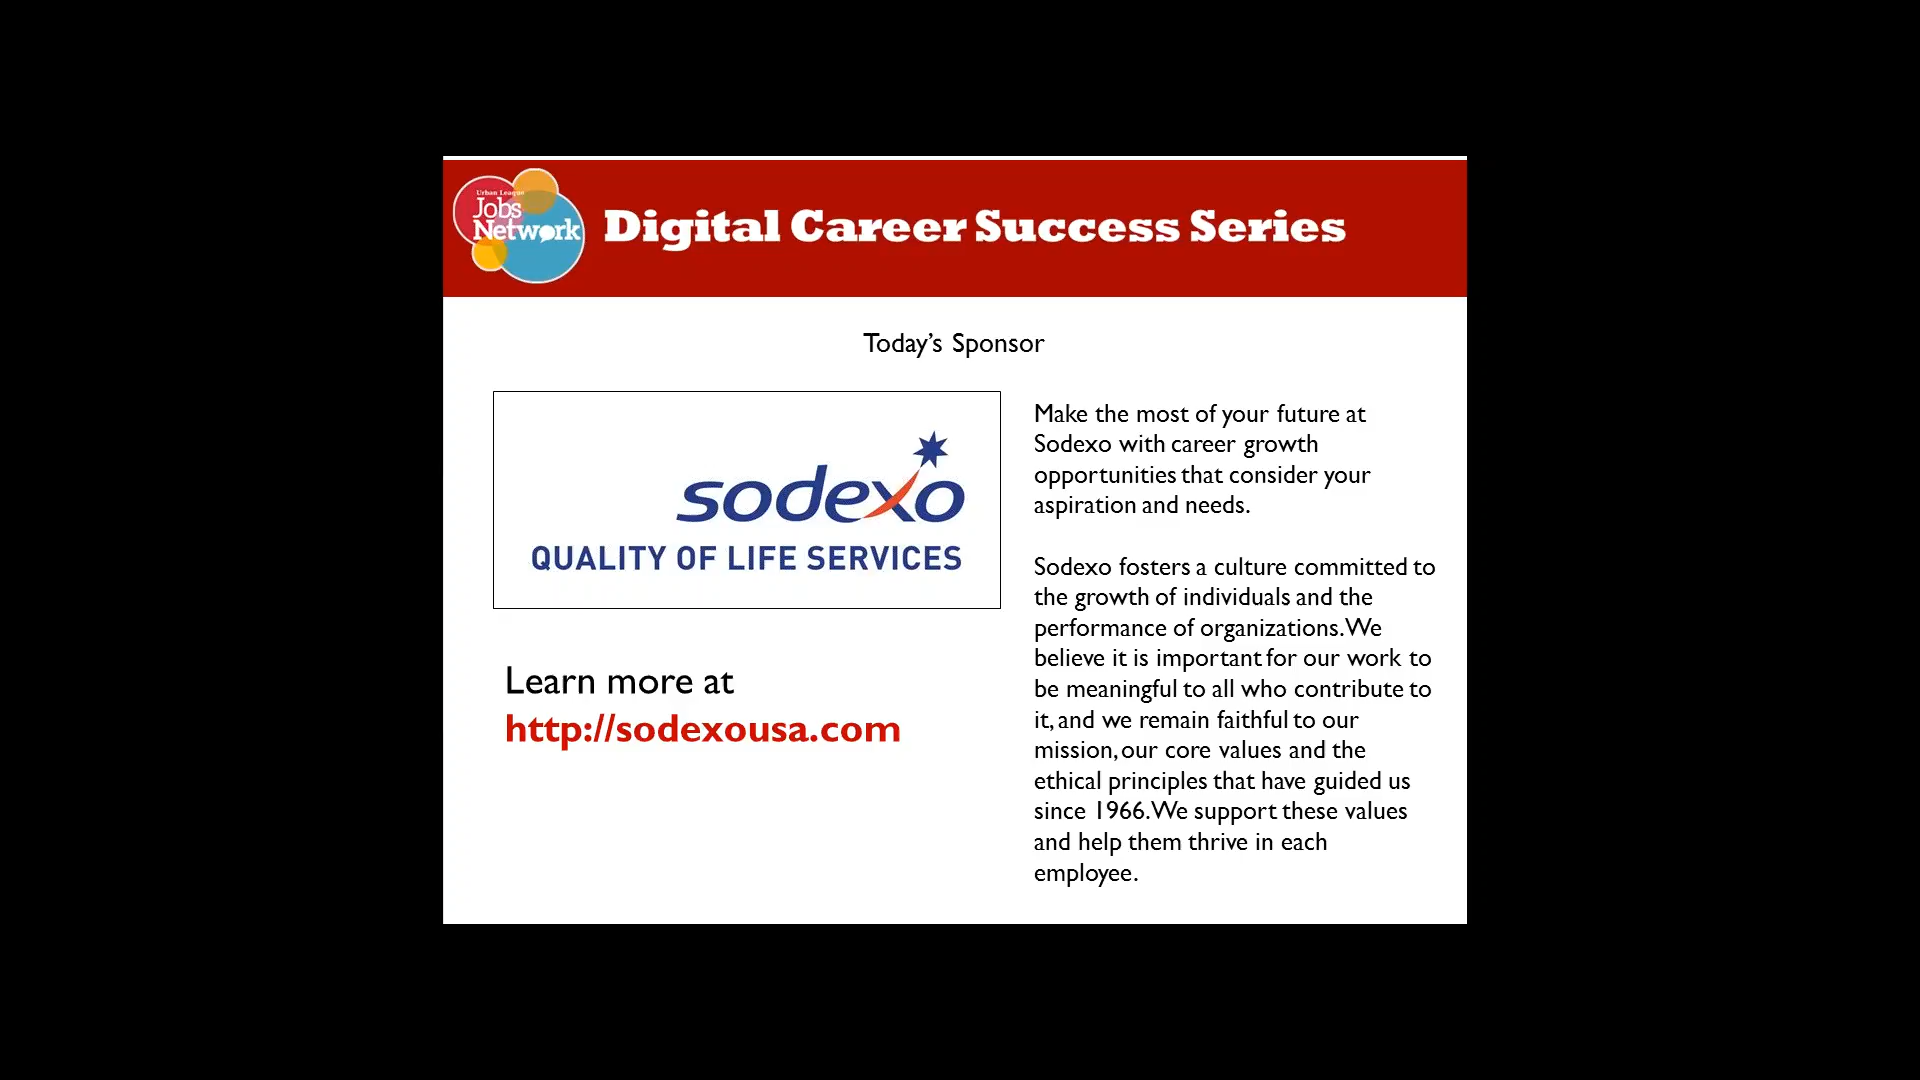 Urban League
Jobs
Network
Digital Career Success Series
Today's Sponsor
sodexo
QUALITY OF LIFE SERVICES
Learn more at
http://sodexousa.com
Make the most of your future at
Sodexo with career growth
opportunities that consider your
aspiration and needs.
Sodexo fosters a culture committed to
the growth of individuals and the
performance of organizations. We
believe it is important for our work to
be meaningful to all who contribute to
it, and we remain faithful to our
mission, our core values and the
ethical principles that have guided us
since 1966. We support these values
and help them thrive in each
employee.